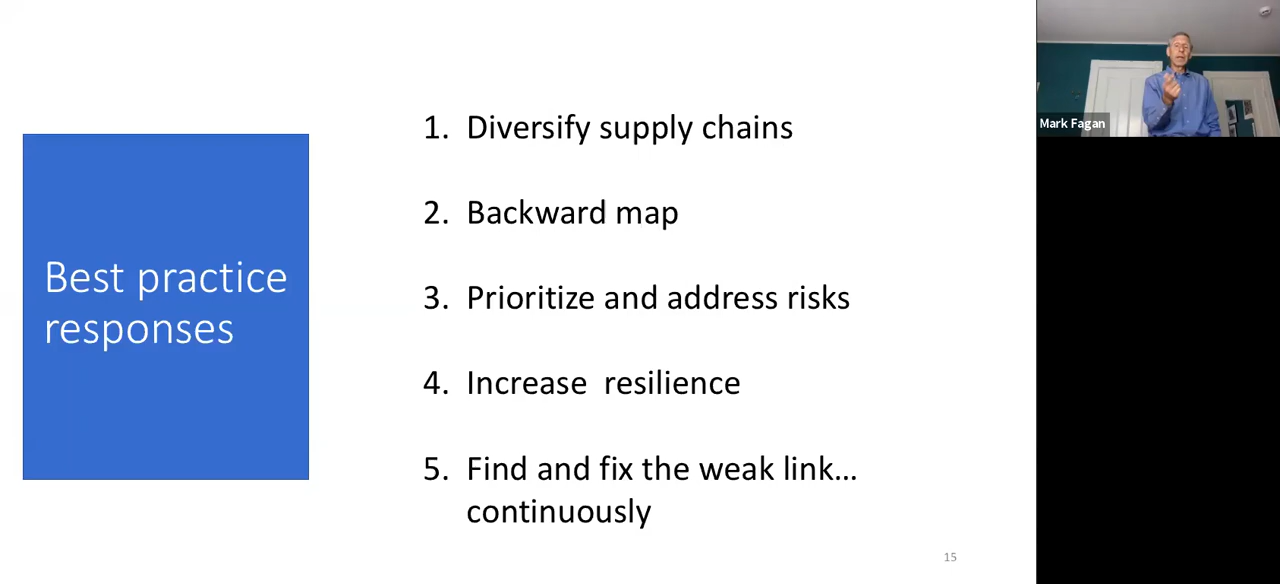 Best practice
responses
1. Diversify supply chains
2. Backward map
3. Prioritize and address risks
4. Increase  resilience
5. Find and fix the weak link...
continuously
15
Mark Fagan